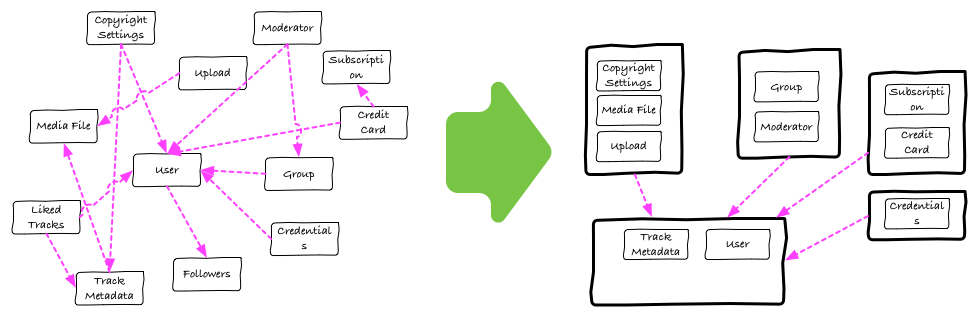 Copyright
Settings
Moderator
Upload
Subscripti
on
Media File
Credit
Card
User
Group
Liked
Tracks
Credential
s
Followers
Track
Metadata
Copyright
Settings
Media File
Upload
Group
Moderator
Subscripti
on
Credit
Card
Credential
s
Track
Metadata
User